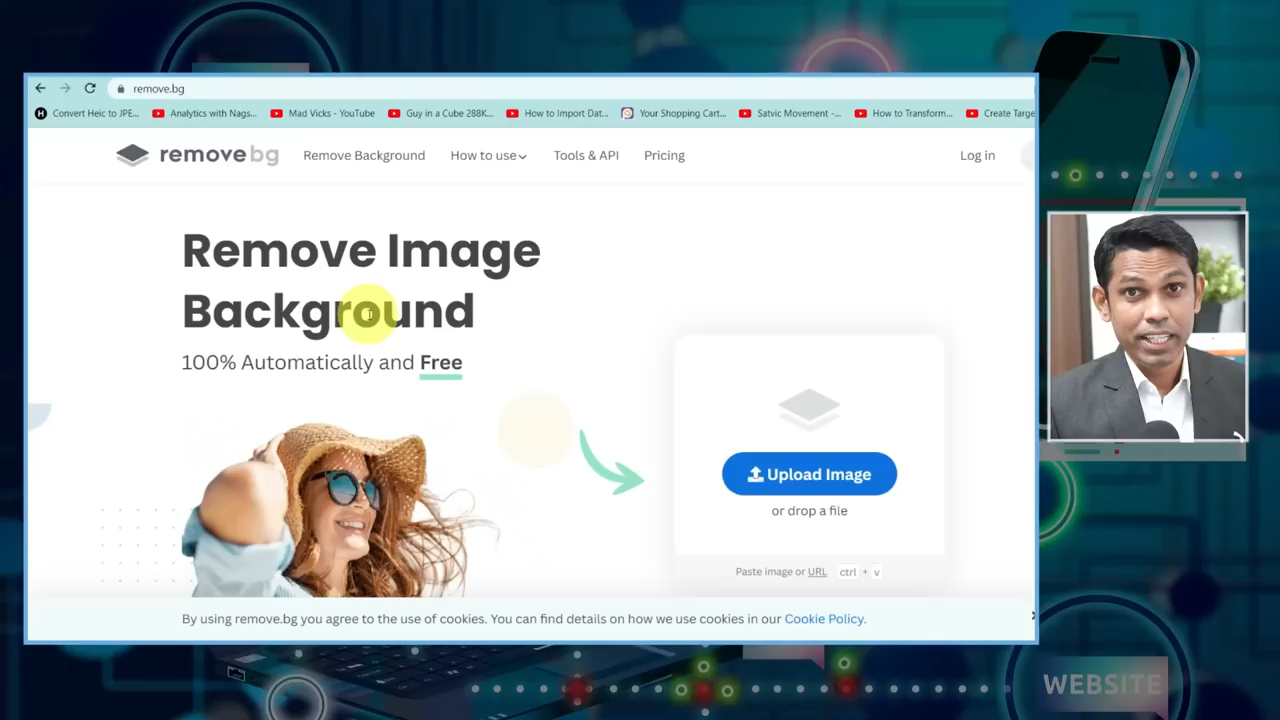 remove.bg
H Convert Heic to JPE... Analytics with Nags... Mad Vicks - YouTube Guy in a Cube 288K... How to Import Dat... Your Shopping Cart... Satvic Movement -... How to Transform... Create Targe
remove bg Remove Background How to use Tools & API Pricing Log in
Remove Image
Background
100% Automatically and Free
Upload Image
or drop a file
Paste image or URL ctrl + v
By using remove.bg you agree to the use of cookies. You can find details on how we use cookies in our Cookie Policy.
WEBSITE